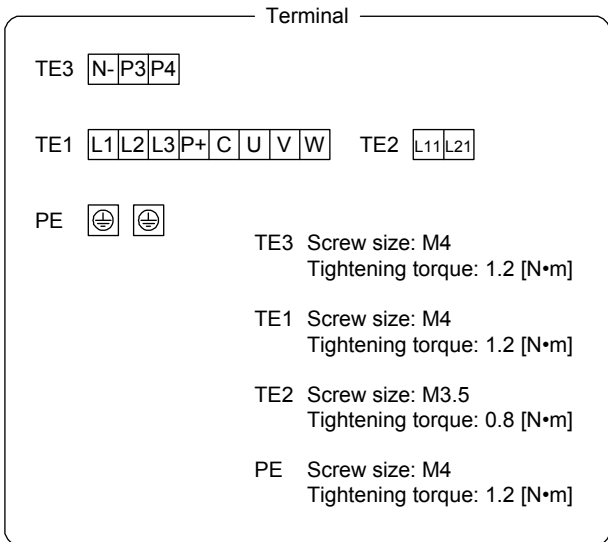 Terminal
TE3 N- P3 P4
TE1 L1 L2 L3 P+ C U V W TE2 L11 L21
PE
TE3 Screw size: M4
Tightening torque: 1.2 [N•m]
TE1 Screw size: M4
Tightening torque: 1.2 [N•m]
TE2 Screw size: M3.5
Tightening torque: 0.8 [N•m]
PE Screw size: M4
Tightening torque: 1.2 [N•m]